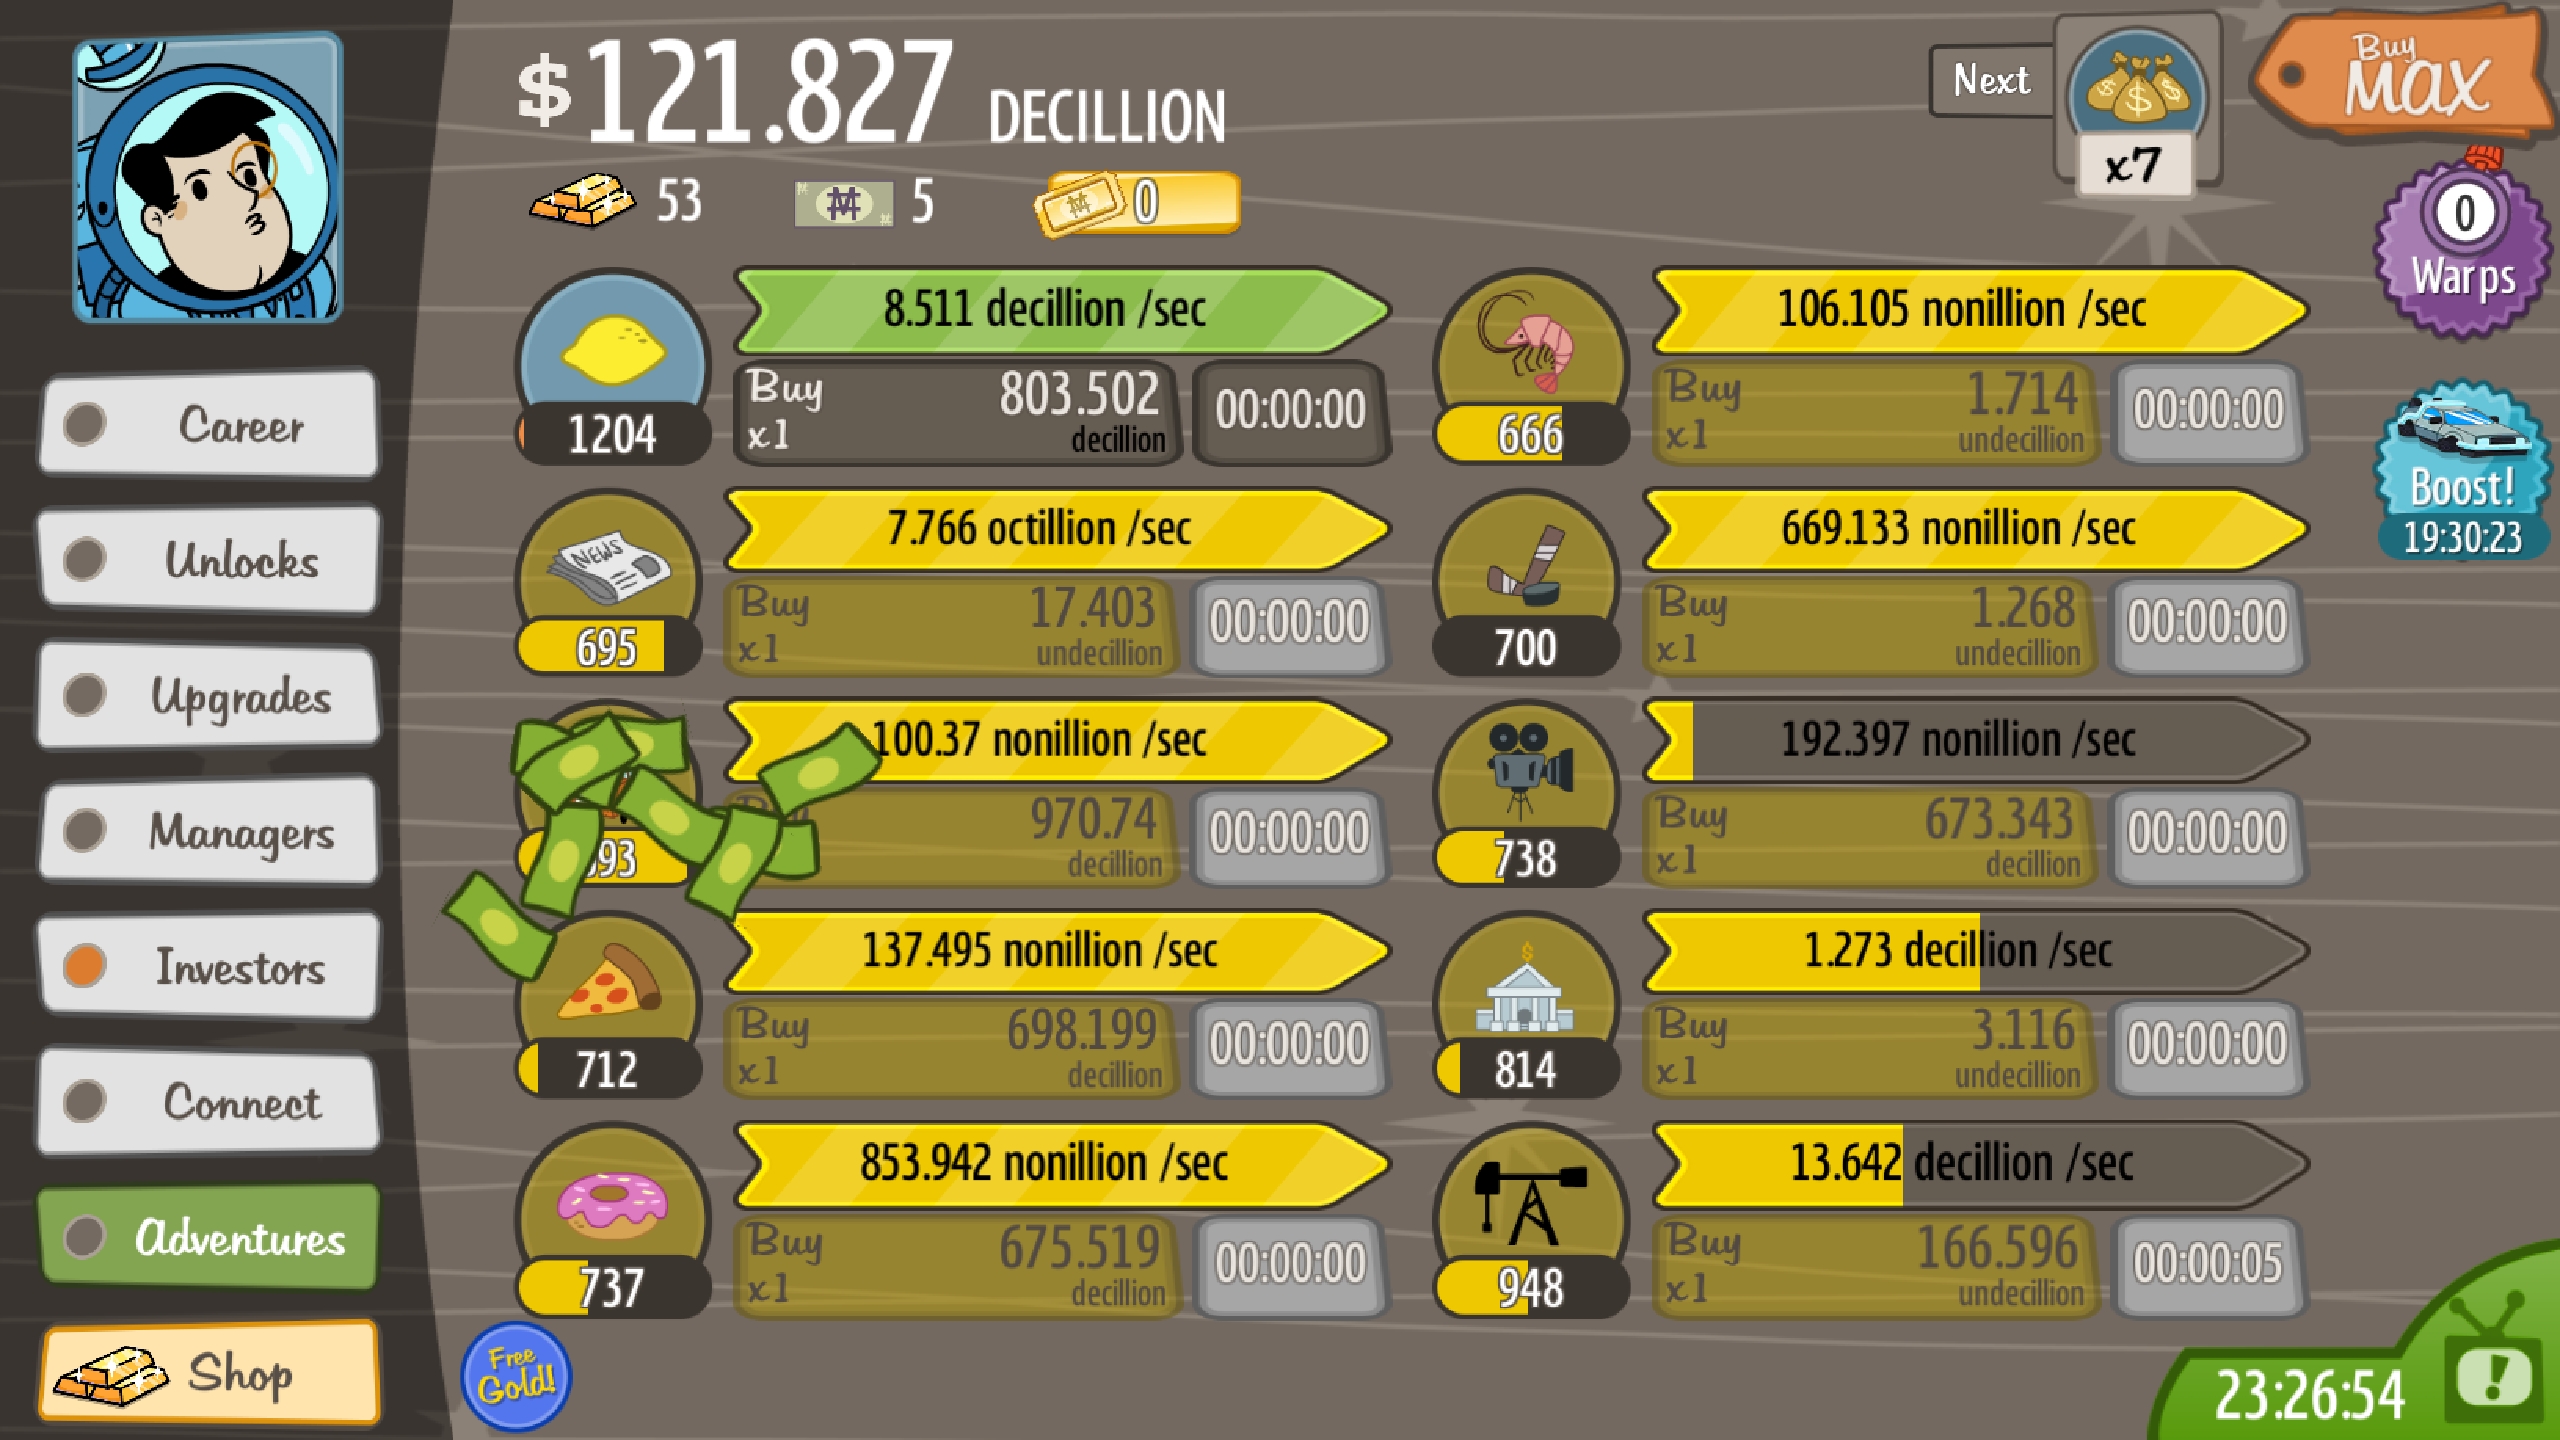 $121.827 DECILLION
Next
Buy
MAX
x7
53
5
0
0
Warps
8.511 decillion /sec
Buy
x1
803.502
decillion
00:00:00
1204
106.105 nonillion /sec
Buy
x1
1.714
undecillion
00:00:00
666
Boost!
19:30:23
7.766 octillion /sec
NEWS
Buy
x1
17.403
undecillion
00:00:00
695
669.133 nonillion /sec
Buy
x1
1.268
undecillion
00:00:00
700
100.37 nonillion /sec
970.74
decillion
00:00:00
192.397 nonillion /sec
Buy
x1
673.343
decillion
00:00:00
738
137.495 nonillion /sec
Buy
x1
698.199
decillion
00:00:00
712
1.273 decillion /sec
Buy
x1
3.116
undecillion
00:00:00
814
853.942 nonillion /sec
Buy
x1
675.519
decillion
00:00:00
737
13.642 decillion /sec
Buy
x1
166.596
undecillion
00:00:05
948
Career
Unlocks
Upgrades
Managers
Investors
Connect
Adventures
Shop
Free
Gold!
23:26:54